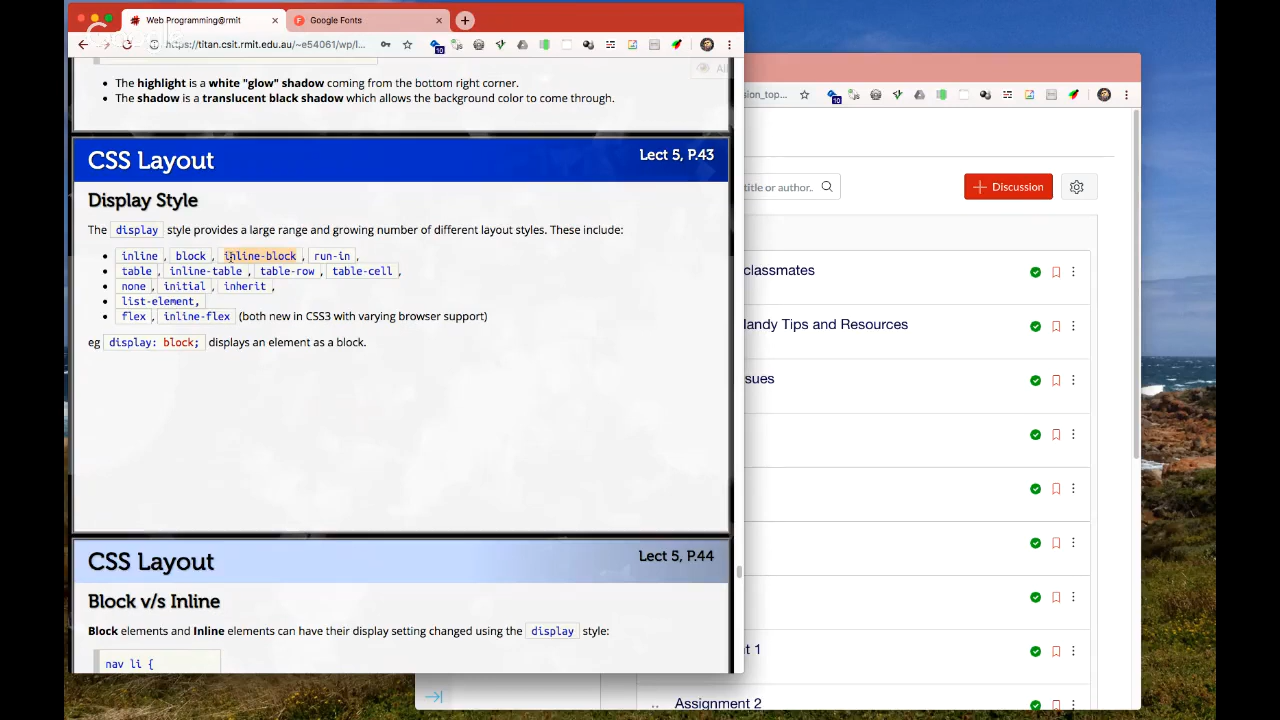 Web Programming@rmit
Google Fonts
https://titan.csit.rmit.edu.au/~e54061/wp/l...
10
The highlight is a white "glow" shadow coming from the bottom right corner.
The shadow is a translucent black shadow which allows the background color to come through.
CSS Layout
Lect 5, P.43
Display Style
The display style provides a large range and growing number of different layout styles. These include:
inline , block , inline-block , run-in ,
table , inline-table , table-row , table-cell ,
none , initial , inherit ,
list-element,
flex , inline-flex (both new in CSS3 with varying browser support)
eg display: block; displays an element as a block.
CSS Layout
Lect 5, P.44
Block v/s Inline
Block elements and Inline elements can have their display setting changed using the display style:
nav li {
sion_top...
10
title or author..
Discussion
classmates
Handy Tips and Resources
sues
t 1
Assignment 2